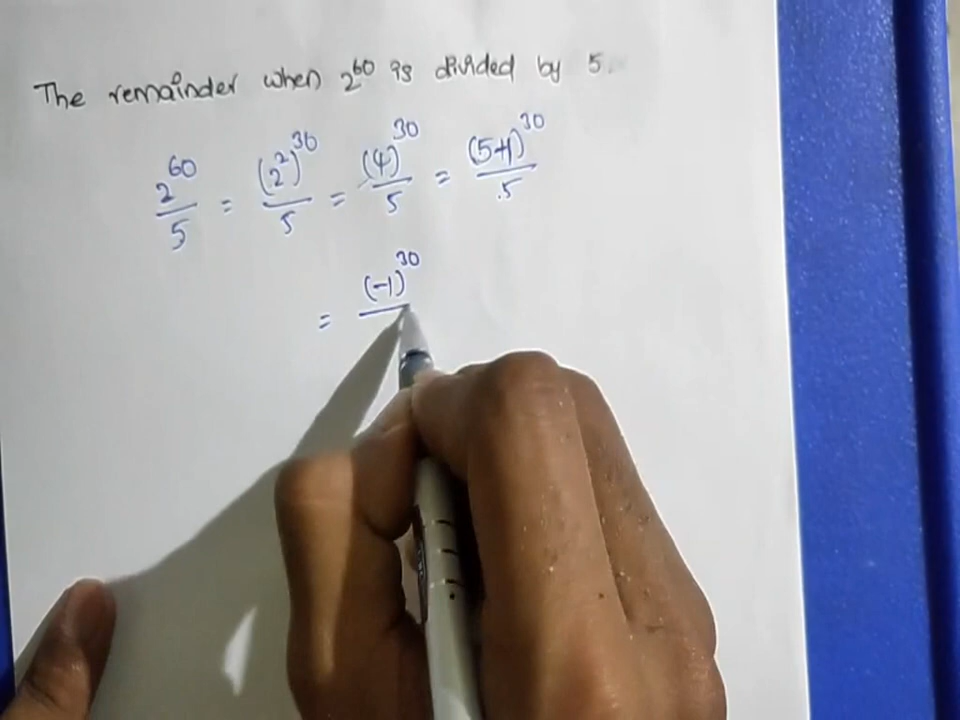 The remainder when 2^60 is divided by 5.
2^60/5 = (2^2)^30/5 = (4)^30/5 = (5-1)^30/5
= (-1)^30